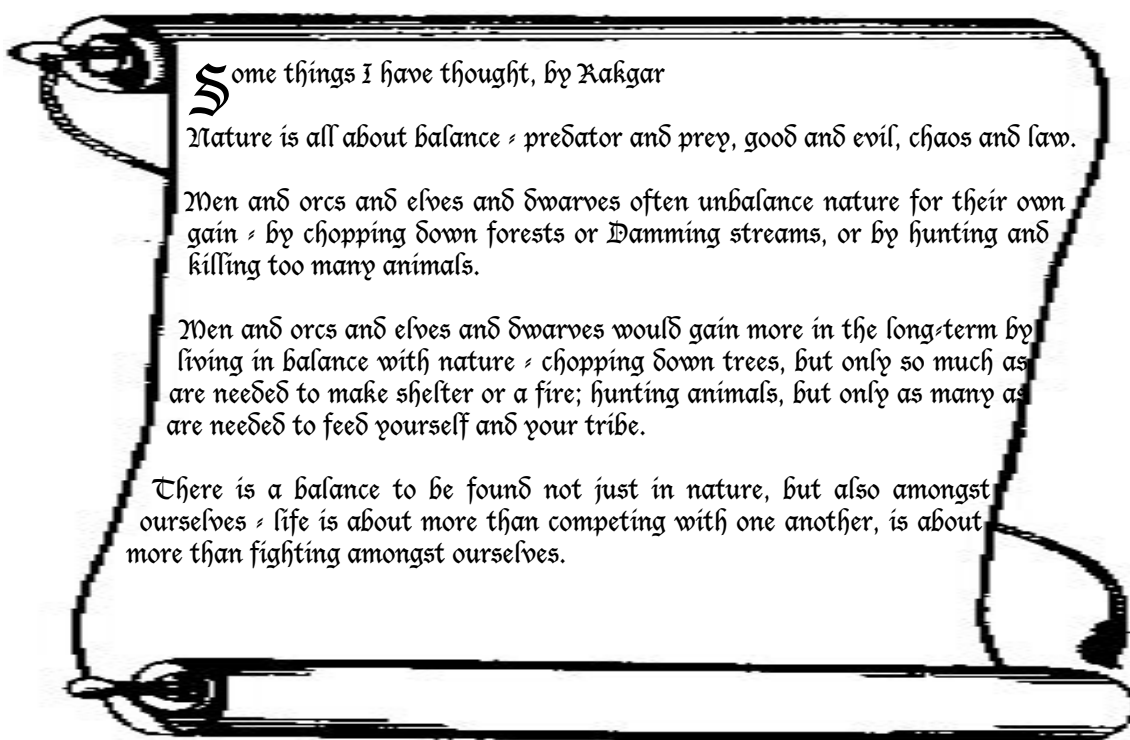 Some things I have thought, by Rakgar
Nature is all about balance - predator and prey, good and evil, chaos and law.
Men and orcs and elves and dwarves often unbalance nature for their own
gain - by chopping down forests or Damming streams, or by hunting and
killing too many animals.
Men and orcs and elves and dwarves would gain more in the long-term by
living in balance with nature - chopping down trees, but only so much as
are needed to make shelter or a fire; hunting animals, but only as many as
are needed to feed yourself and your tribe.
There is a balance to be found not just in nature, but also amongst
ourselves - life is about more than competing with one another, is about
more than fighting amongst ourselves.